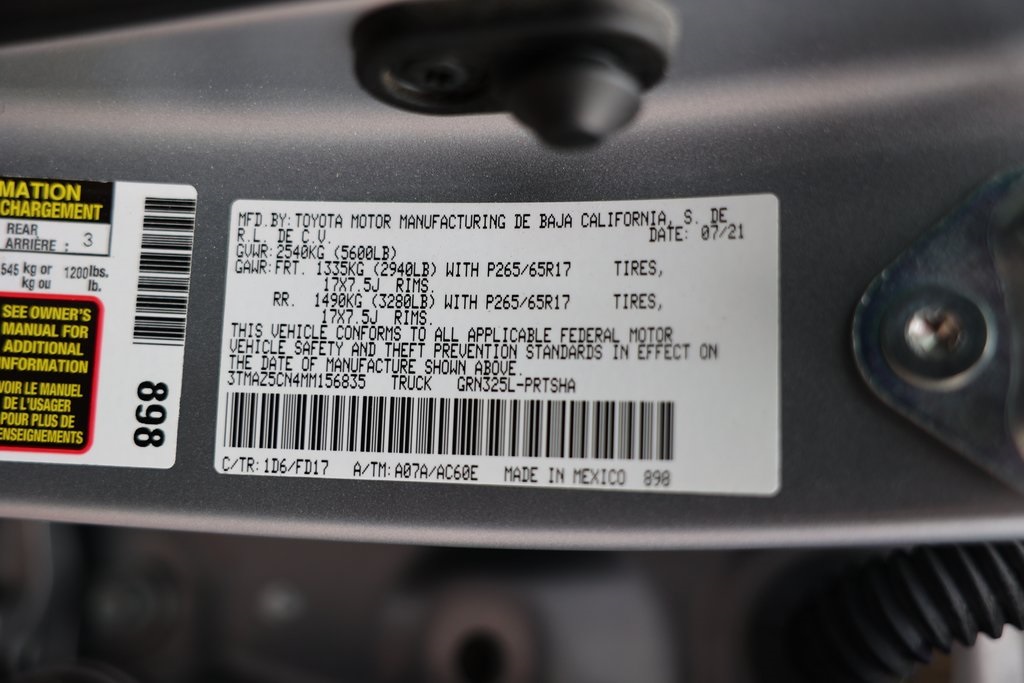 MATION
CHARGEMENT
REAR
ARRIÈRE : 3
545 kg or 1200 lbs.
kg ou lb.
SEE OWNER'S
MANUAL FOR
ADDITIONAL
INFORMATION
VOIR LE MANUEL
DE L'USAGER
POUR PLUS DE
RENSEIGNEMENTS
898
MFD. BY: TOYOTA MOTOR MANUFACTURING DE BAJA CALIFORNIA, S. DE
R.L. DE C.V. DATE: 07/21
GVWR: 2540KG (5600LB)
GAWR: FRT. 1335KG (2940LB) WITH P265/65R17 TIRES,
17X7.5J RIMS.
RR. 1490KG (3280LB) WITH P265/65R17 TIRES,
17X7.5J RIMS.
THIS VEHICLE CONFORMS TO ALL APPLICABLE FEDERAL MOTOR
VEHICLE SAFETY AND THEFT PREVENTION STANDARDS IN EFFECT ON
THE DATE OF MANUFACTURE SHOWN ABOVE.
3TMAZ5CN4MM156835 TRUCK GRN325L-PRTSHA
C/TR: 1D6/FD17 A/TM: A07A/AC60E MADE IN MEXICO 898